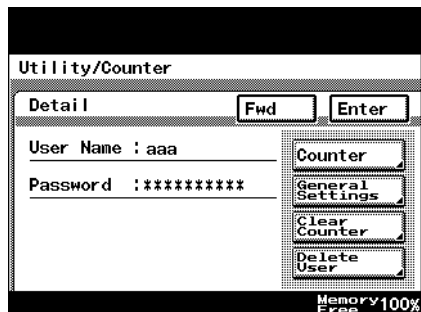 Utility/Counter
Detail
Fwd
Enter
User Name : aaa
Password :**********
Counter
General
Settings
Clear
Counter
Delete
User
Memory
Free 100%